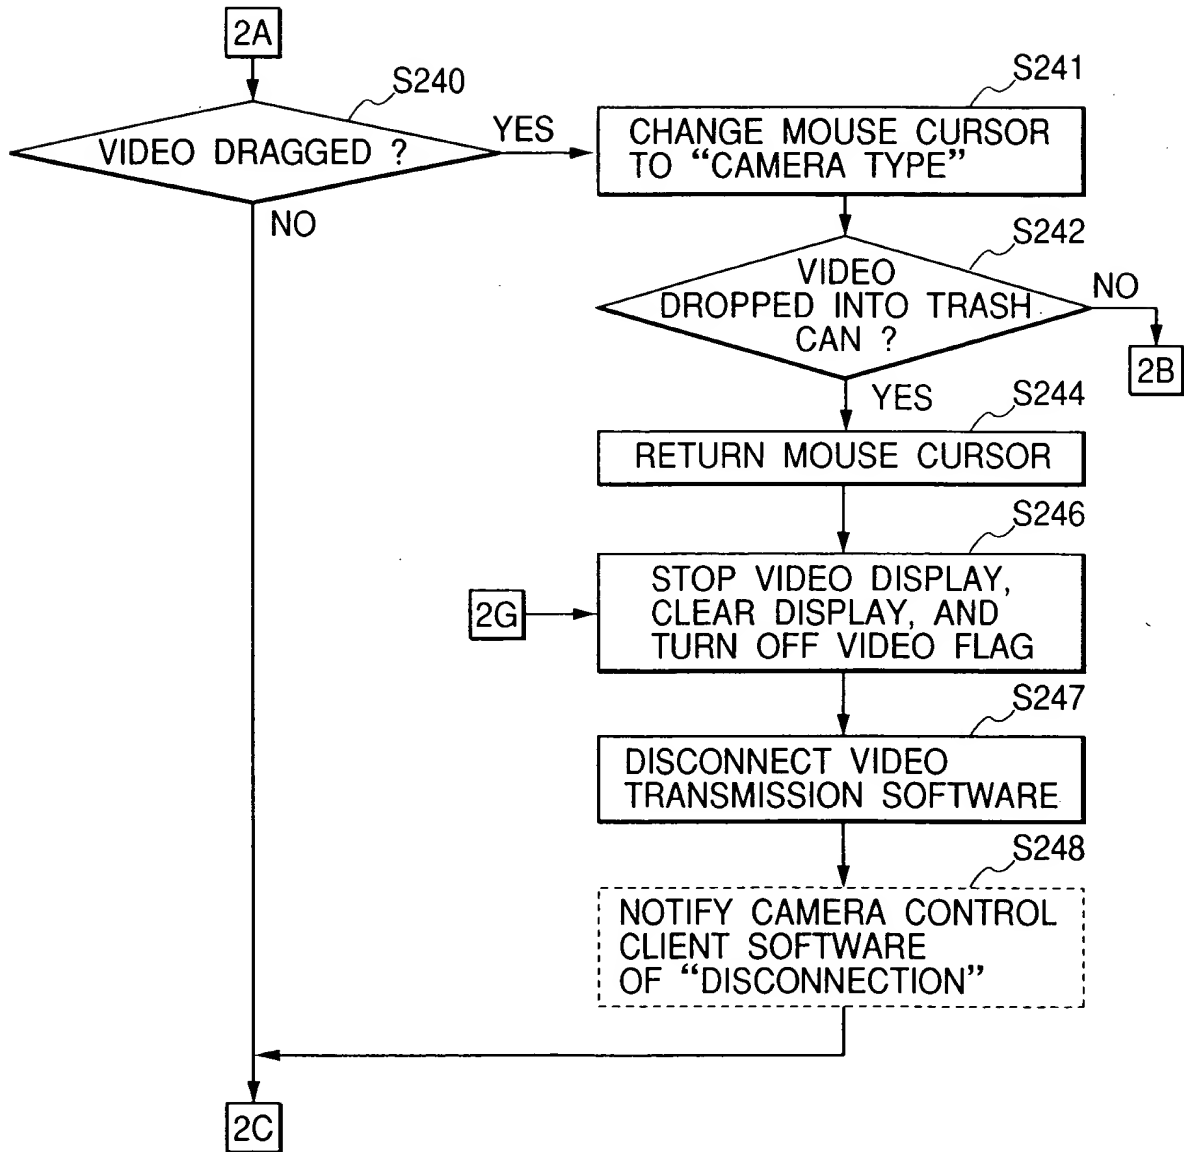 2A
S240
VIDEO DRAGGED ?
YES
NO
S241
CHANGE MOUSE CURSOR
TO “CAMERA TYPE”
S242
VIDEO
DROPPED INTO TRASH
CAN ?
NO
2B
YES
S244
RETURN MOUSE CURSOR
S246
2G
STOP VIDEO DISPLAY,
CLEAR DISPLAY, AND
TURN OFF VIDEO FLAG
S247
DISCONNECT VIDEO
TRANSMISSION SOFTWARE
S248
NOTIFY CAMERA CONTROL
CLIENT SOFTWARE
OF “DISCONNECTION”
2C